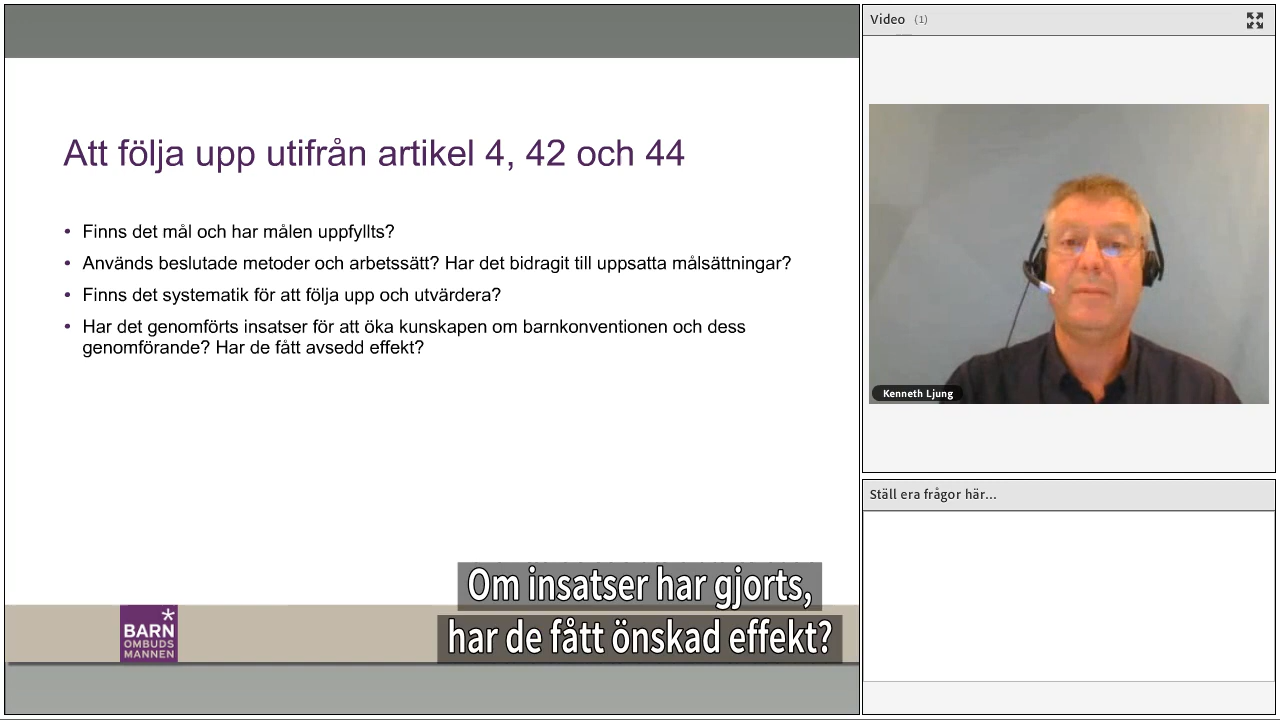 Att följa upp utifrån artikel 4, 42 och 44
• Finns det mål och har målen uppfyllts?
• Används beslutade metoder och arbetssätt? Har det bidragit till uppsatta målsättningar?
• Finns det systematik för att följa upp och utvärdera?
• Har det genomförts insatser för att öka kunskapen om barnkonventionen och dess
genomförande? Har de fått avsedd effekt?
Om insatser har gjorts,
har de fått önskad effekt?
BARN
OMBUDS
MANNEN
Video (1)
Kenneth Ljung
Ställ era frågor här...